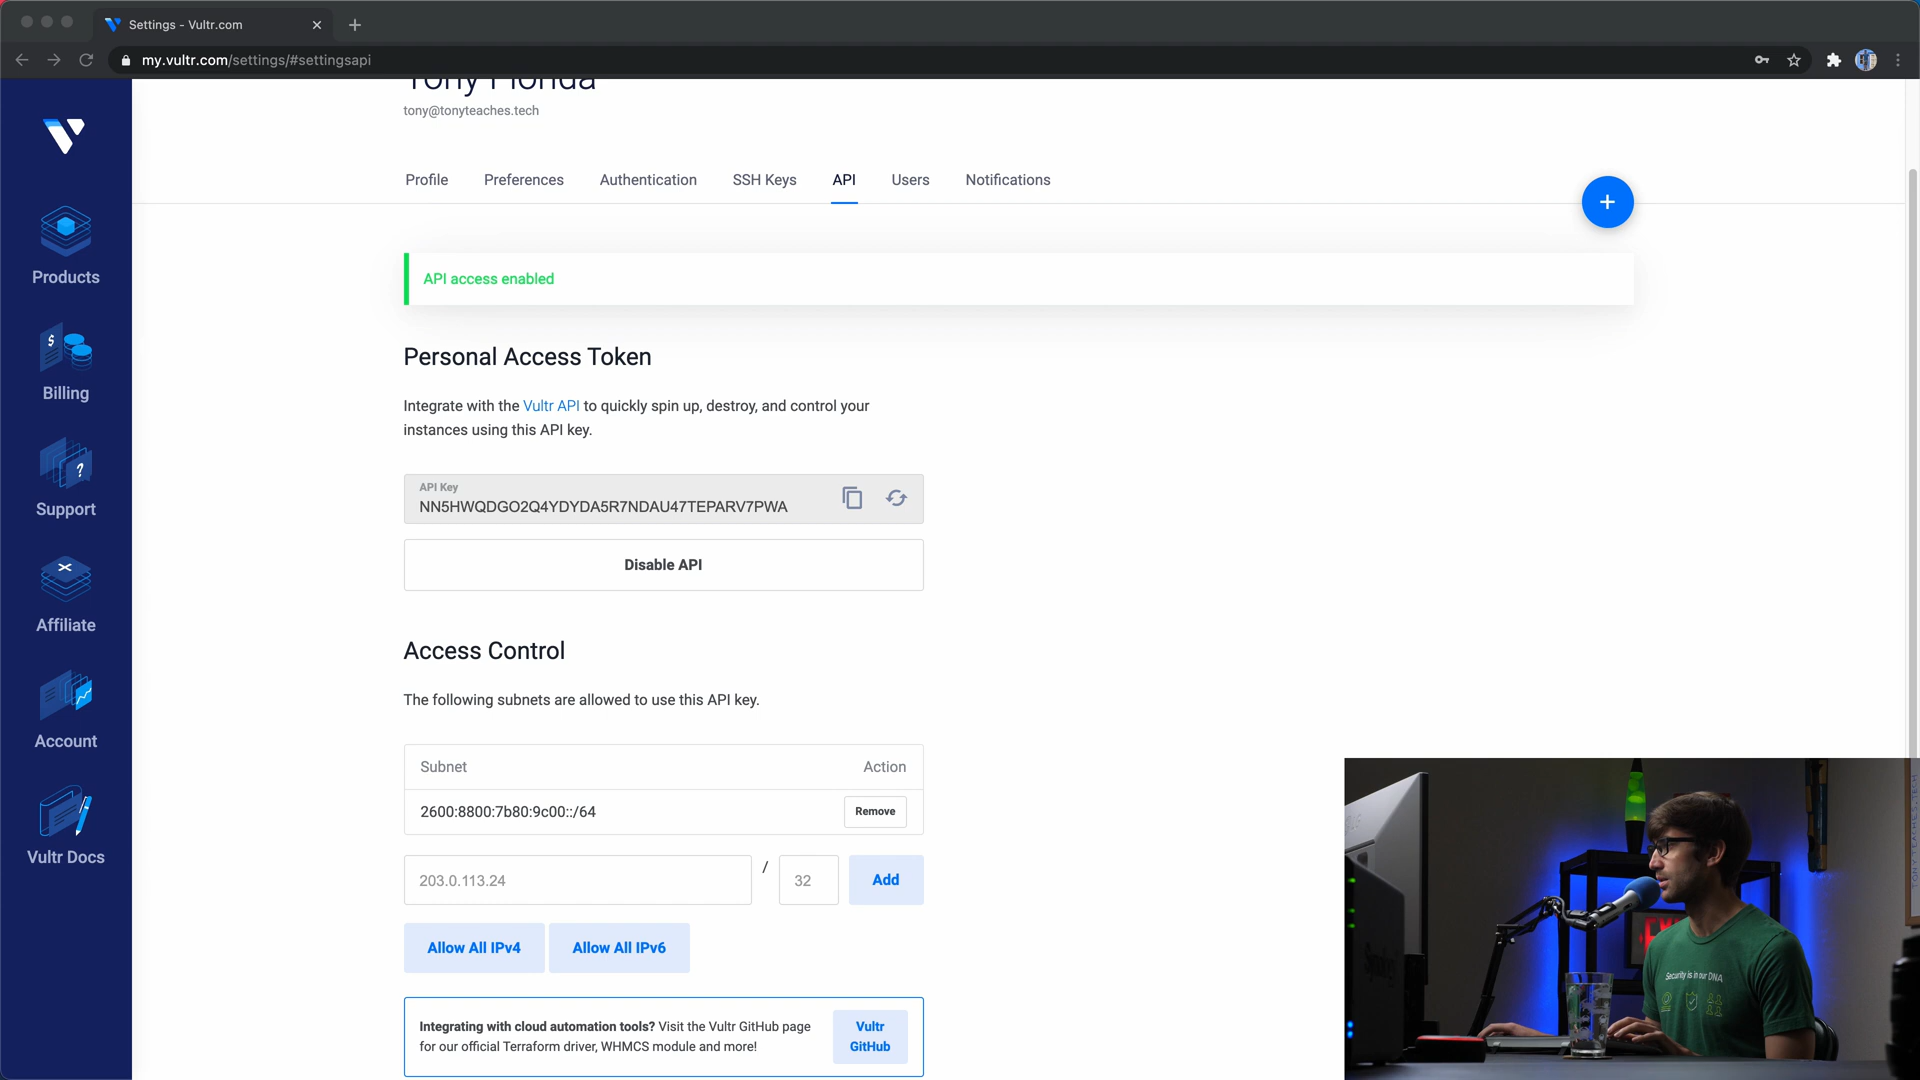 Settings - Vultr.com
my.vultr.com/settings/#settingsapi
tony@tonyteaches.tech
Profile
Preferences
Authentication
SSH Keys
API
Users
Notifications
+
Products
Billing
Support
Affiliate
Account
Vultr Docs
API access enabled
Personal Access Token
Integrate with the Vultr API to quickly spin up, destroy, and control your
instances using this API key.
API Key
NN5HWQDGO2Q4YDYDA5R7NDAU47TEPARV7PWA
Disable API
Access Control
The following subnets are allowed to use this API key.
Subnet
Action
2600:8800:7b80:9c00::/64
Remove
203.0.113.24
/
32
Add
Allow All IPv4
Allow All IPv6
Integrating with cloud automation tools? Visit the Vultr GitHub page
for our official Terraform driver, WHMCS module and more!
Vultr
GitHub
Security is in our DNA